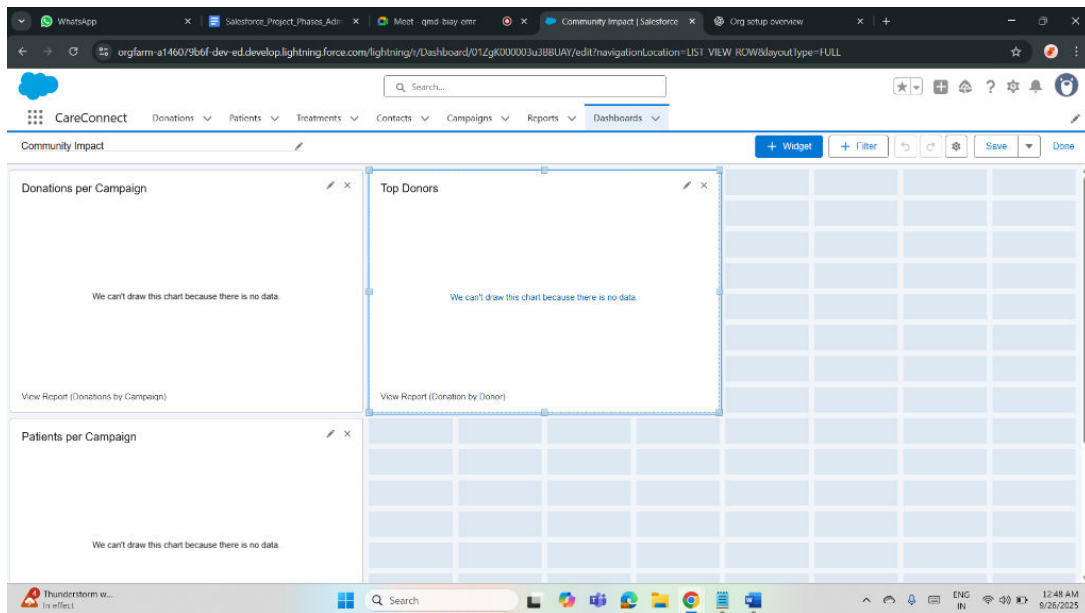 WhatsApp
Salesforce_Project_Phases_Adm
Meet - qmd-biay-emr
Community Impact | Salesforce
Org setup overview
orgfarm-a146079b6f-dev-ed.develop.lightning.force.com/lightning/r/Dashboard/01ZgK000003u3BBUAY/edit?navigationLocation=LIST_VIEW_ROW&layoutType=FULL
Search...
CareConnect
Donations
Patients
Treatments
Contacts
Campaigns
Reports
Dashboards
Community Impact
+ Widget
+ Filter
Save
Done
Donations per Campaign
We can't draw this chart because there is no data.
View Report (Donations by Campaign)
Top Donors
We can't draw this chart because there is no data.
View Report (Donation by Donor)
Patients per Campaign
We can't draw this chart because there is no data.
Thunderstorm w...
In effect
Search
ENG
IN
12:48 AM
9/26/2025